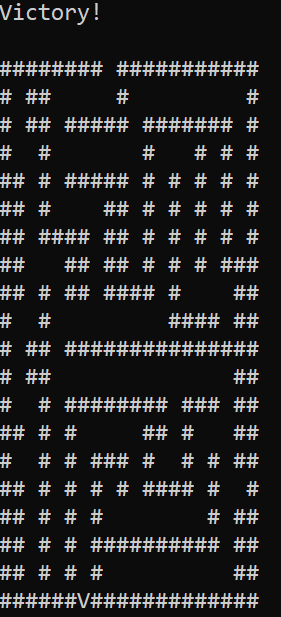 Victory!
######## ###########
# ##     #         #
# ## ##### ####### #
#  #       #   # # #
## # ##### # # # # #
## #    ## # # # # #
## #### ## # # # # #
##   ## ## # # # ###
## # ## #### #    ##
#  #         #### ##
# ## ###############
# ##              ##
#  # ######## ### ##
## # #     ## #   ##
#  # # ### #  # # ##
## # # # # #### #  #
## # # #        # ##
## # # ########## ##
## # # #          ##
######V#############